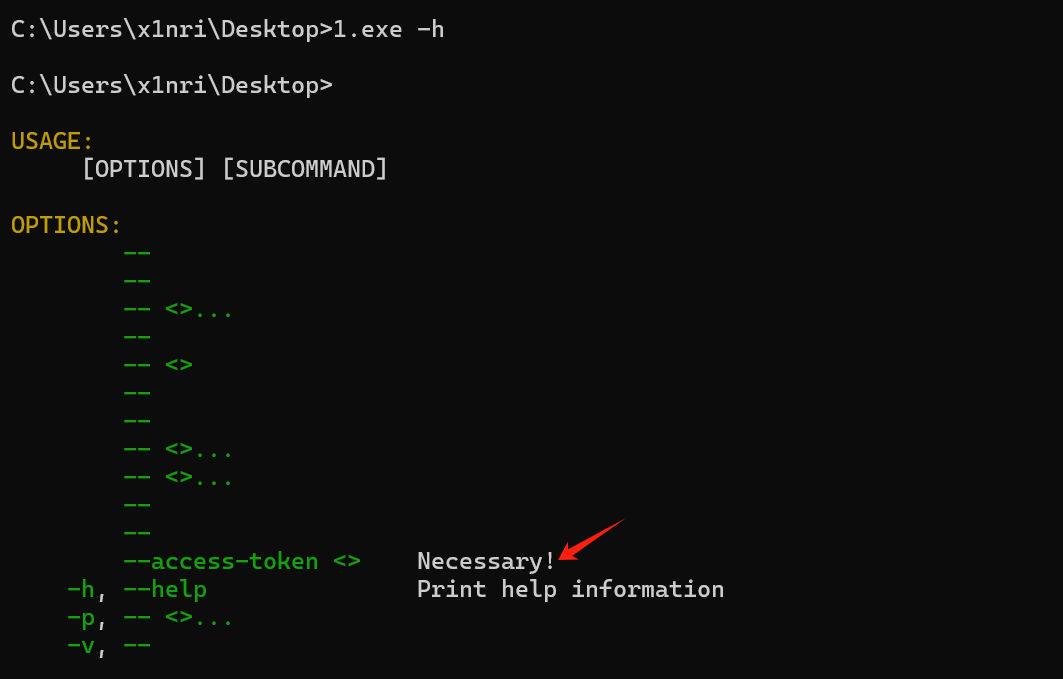 C:\Users\x1nri\Desktop>1.exe -h
C:\Users\x1nri\Desktop>
USAGE:
[OPTIONS] [SUBCOMMAND]
OPTIONS:
--
--
-- <>...
--
-- <>
--
--
-- <>...
-- <>...
--
--
--access-token <> Necessary!
-h, --help Print help information
-p, -- <>...
-v, --